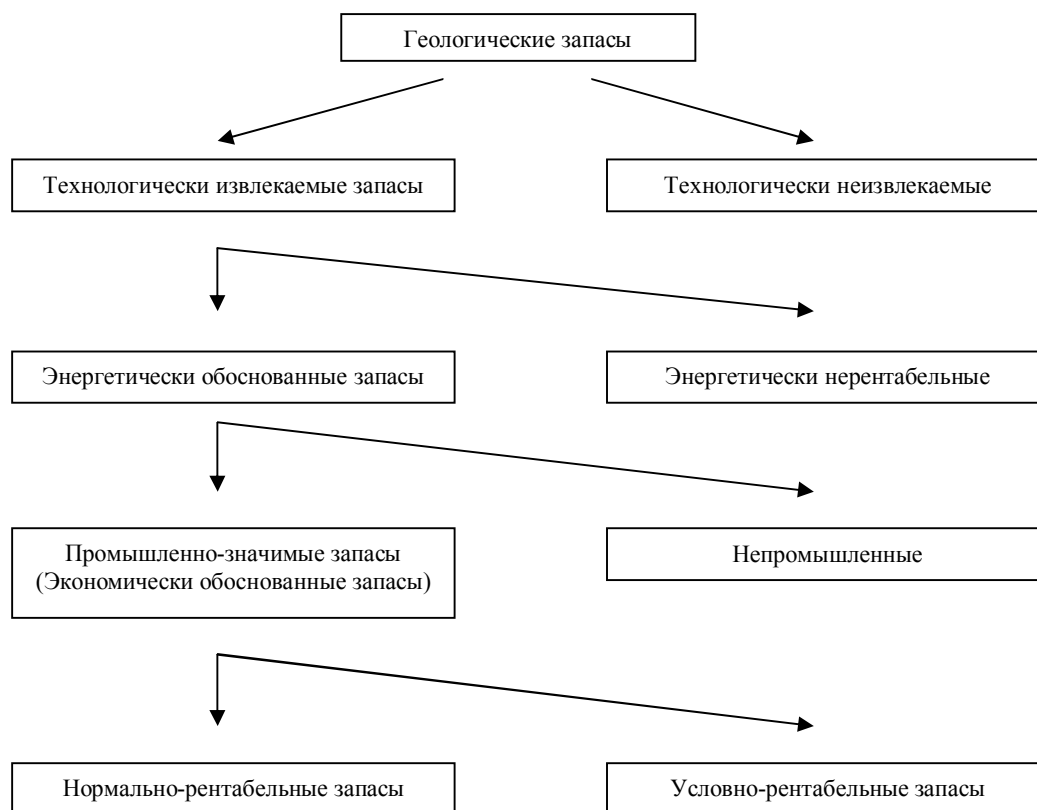 Геологические запасы
Технологически извлекаемые запасы
Технологически неизвлекаемые
Энергетически обоснованные запасы
Энергетически нерентабельные
Промышленно-значимые запасы
(Экономически обоснованные запасы)
Непромышленные
Нормально-рентабельные запасы
Условно-рентабельные запасы